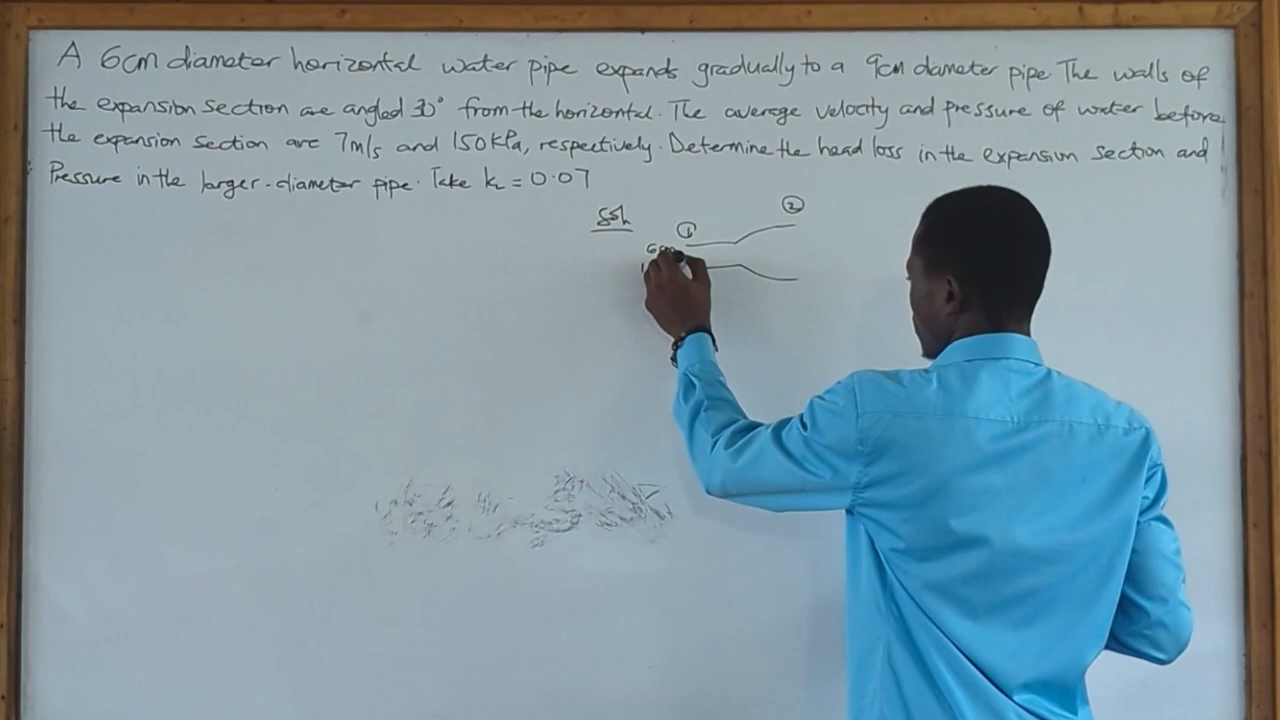 A 6cm diameter horizontal water pipe expands gradually to a 9cm diameter pipe. The walls of
the expansion section are angled 30° from the horizontal. The average velocity and pressure of water before
the expansion section are 7m/s and 150KPa, respectively. Determine the head loss in the expansion section and
Pressure in the larger-diameter pipe. Take kL = 0.07
Soln
①
②